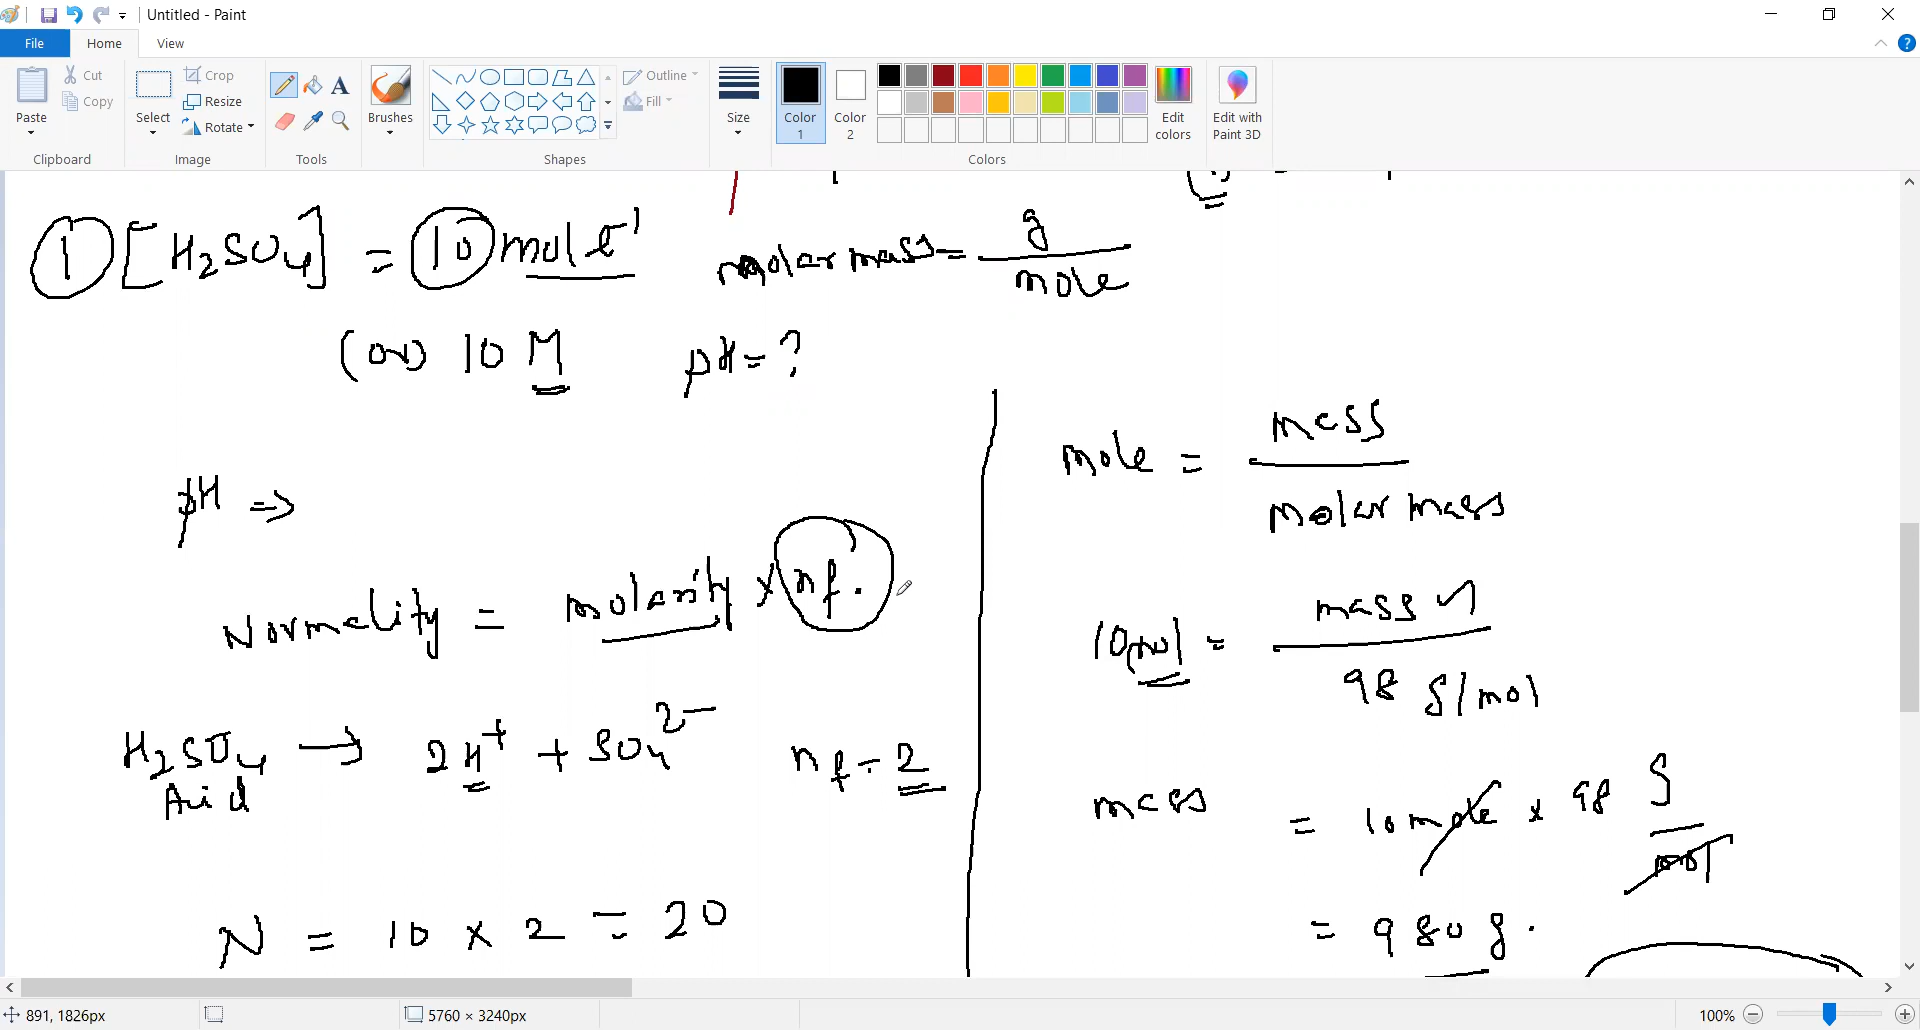 Untitled - Paint
File Home View
Cut
Copy
Paste
Clipboard
Select
Crop
Resize
Rotate
Image
A
Tools
Brushes
Outline
Fill
Shapes
Size
Color 1
Color 2
Edit colors
Colors
Edit with Paint 3D
?
1 [H2SO4] = 10 mol L-1
molar mass = g / mole
(or) 10 M pH = ?
pH ⇒
Normality = molarity x nf.
H2SO4 → 2H+ + SO4 2- nf = 2
Acid
N = 10 x 2 = 20
mole = mass / molar mass
10 mol = mass / 98 g/mol
mass = 10 mole x 98 g / mol
= 980 g.
891, 1826px
5760 × 3240px
100%